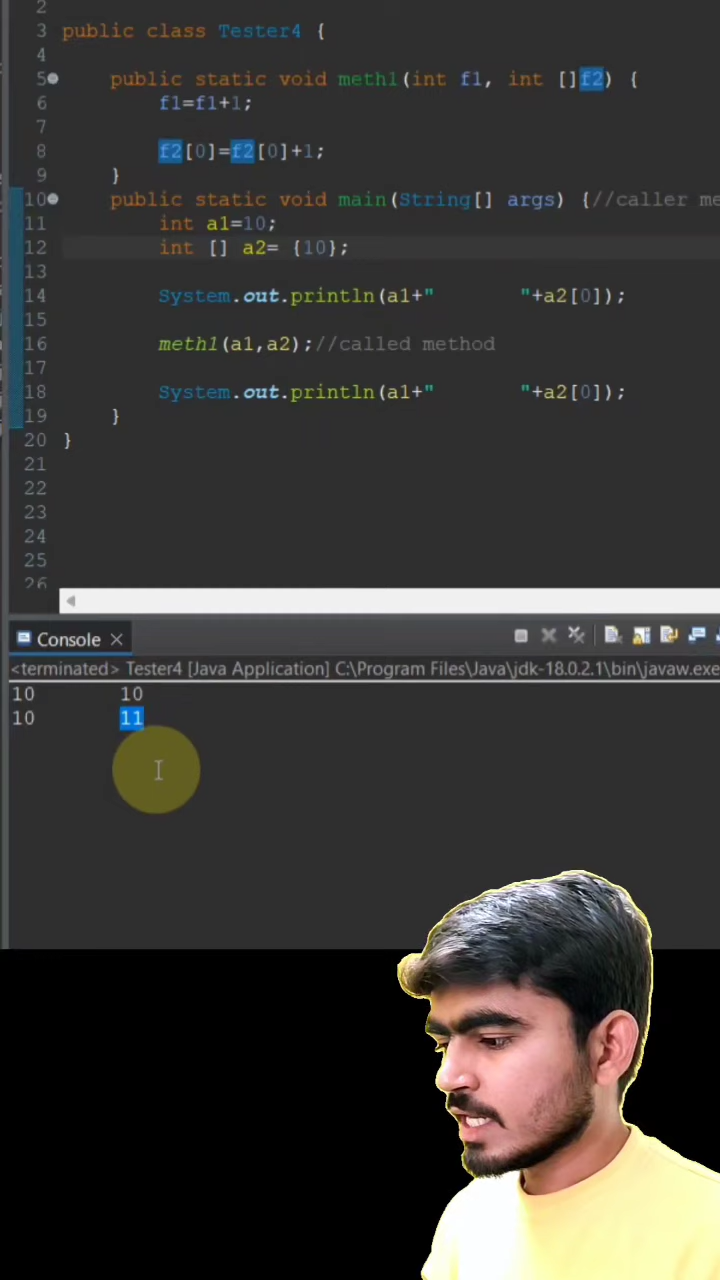 2
3 public class Tester4 {
4
5 public static void meth1(int f1, int []f2) {
6 f1=f1+1;
7
8 f2[0]=f2[0]+1;
9 }
10 public static void main(String[] args) {//caller me
11 int a1=10;
12 int [] a2= {10};
13
14 System.out.println(a1+" "+a2[0]);
15
16 meth1(a1,a2);//called method
17
18 System.out.println(a1+" "+a2[0]);
19 }
20 }
21
22
23
24
25
26
Console
<terminated> Tester4 [Java Application] C:\Program Files\Java\jdk-18.0.2.1\bin\javaw.exe
10 10
10 11